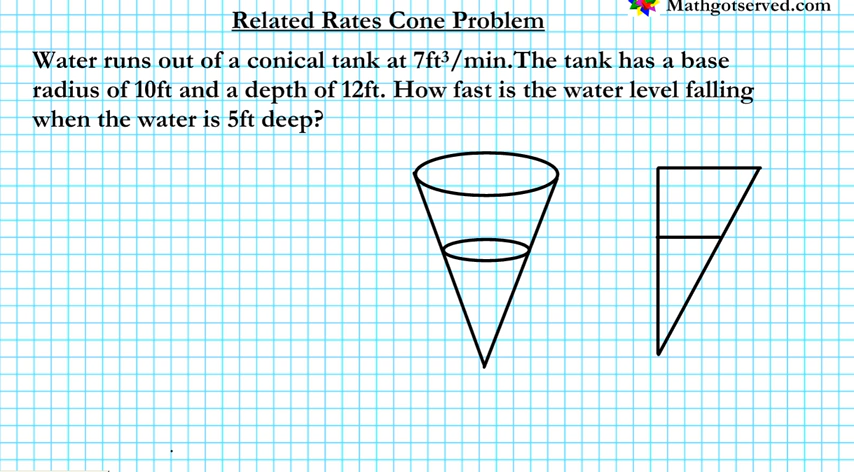 Mathgotserved.com
Related Rates Cone Problem
Water runs out of a conical tank at 7ft³/min.The tank has a base
radius of 10ft and a depth of 12ft. How fast is the water level falling
when the water is 5ft deep?